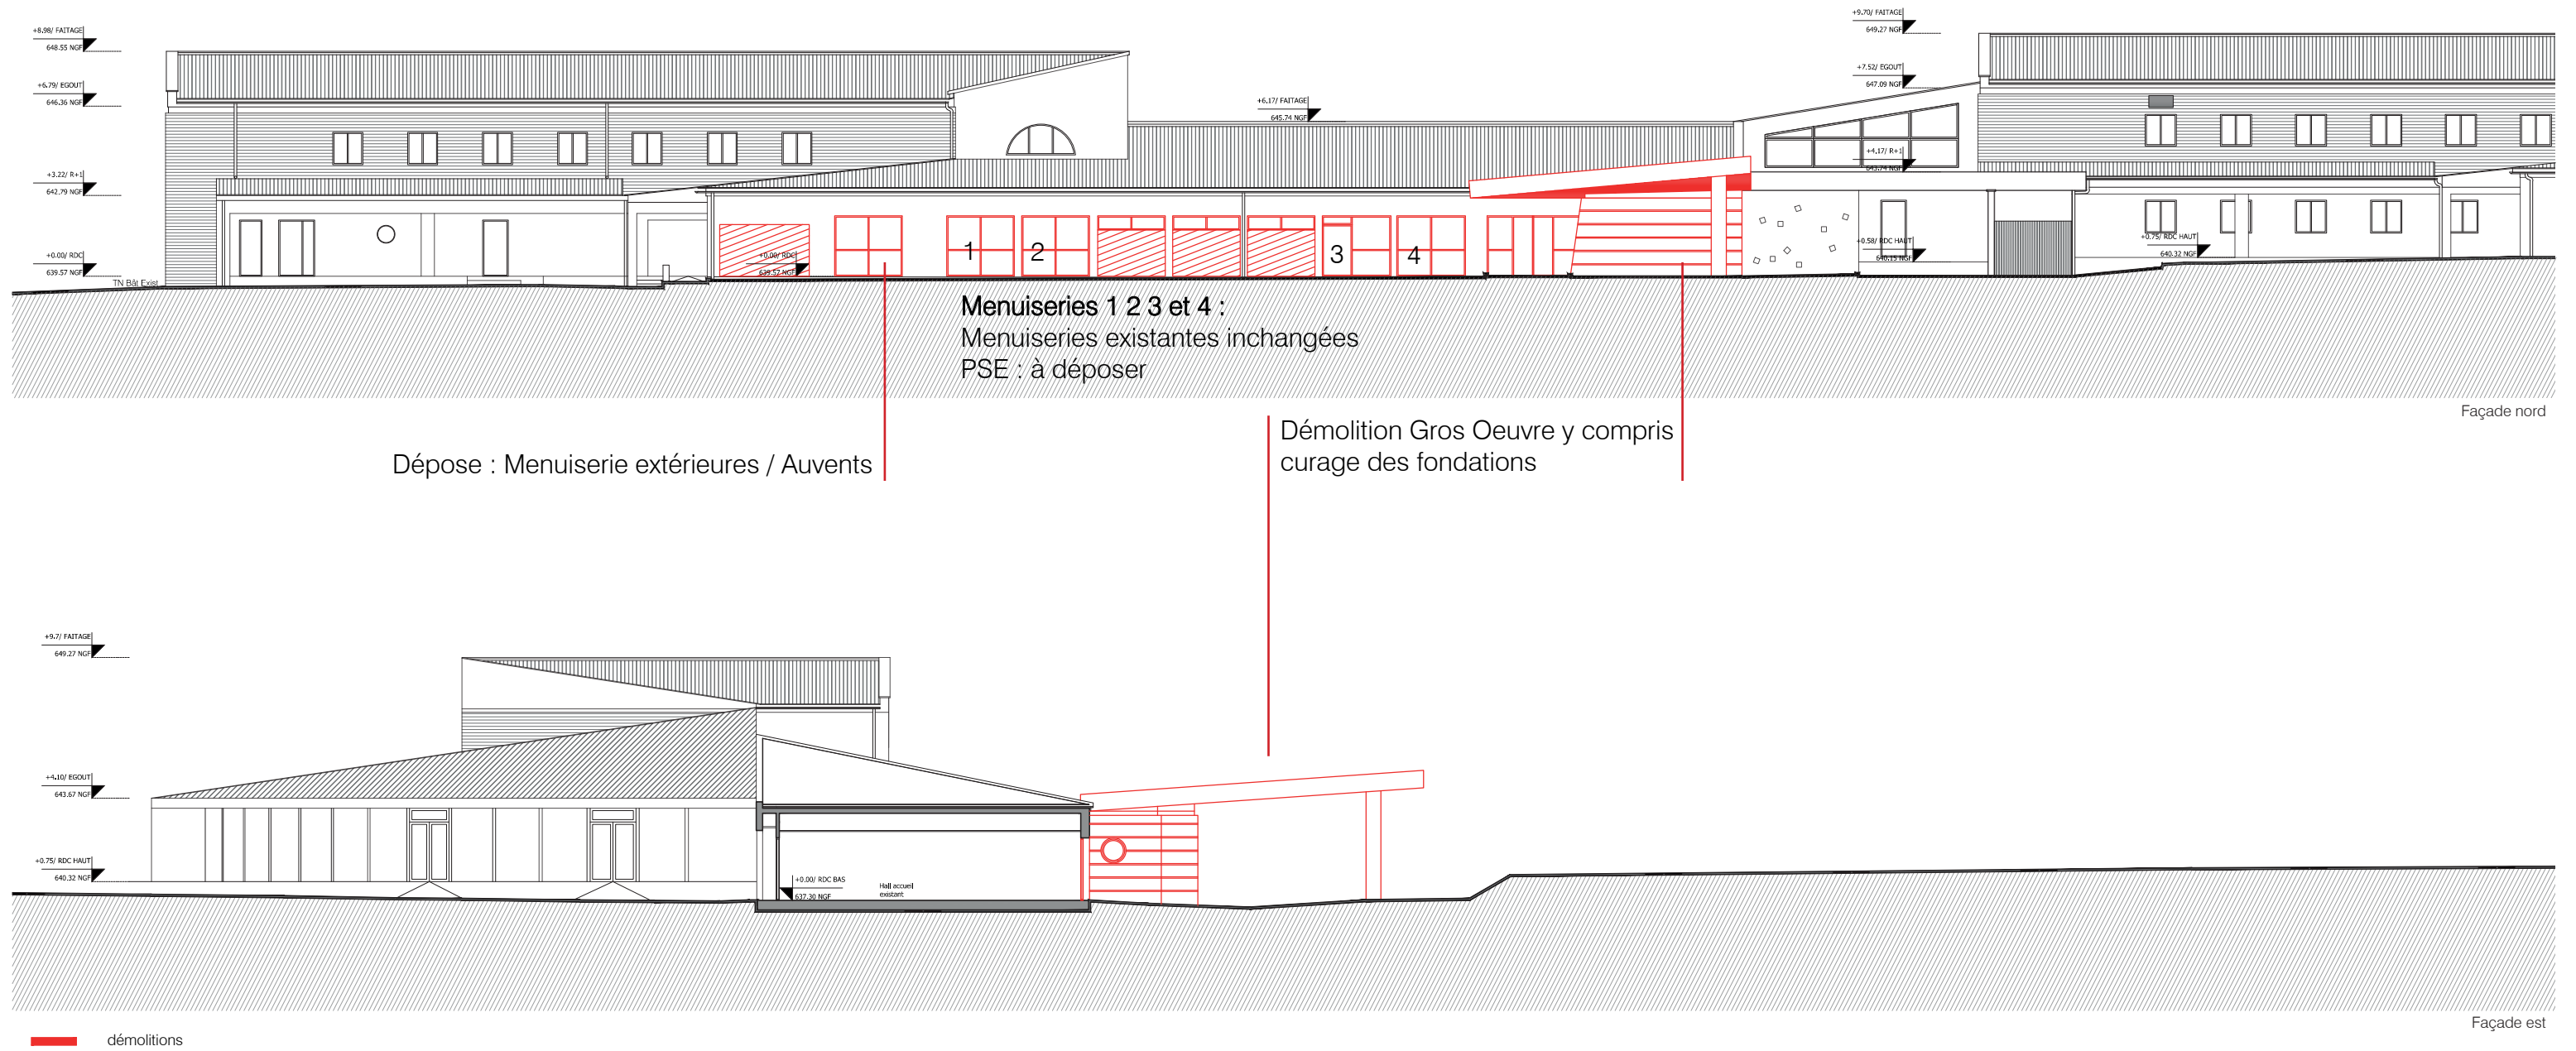 +8.98/ FAITAGE
648.55 NGF
+6.79/ EGOUT
646.36 NGF
+3.22/ R+1
642.79 NGF
+0.00/ RDC
639.57 NGF
TN Bât Exist
+6.17/ FAITAGE
645.74 NGF
+9.70/ FAITAGE
649.27 NGF
+7.52/ EGOUT
647.09 NGF
+4.17/ R+1
643.74 NGF
+0.58/ RDC HAUT
640.15 NGF
+0.75/ RDC HAUT
640.32 NGF
+0.00/ RDC
639.57 NGF
1
2
3
4
Menuiseries 1 2 3 et 4 :
Menuiseries existantes inchangées
PSE : à déposer
Façade nord
Dépose : Menuiserie extérieures / Auvents
Démolition Gros Oeuvre y compris
curage des fondations
+9.7/ FAITAGE
649.27 NGF
+4.10/ EGOUT
643.67 NGF
+0.75/ RDC HAUT
640.32 NGF
+0.00/ RDC BAS
637.30 NGF
Hall accueil
existant
Façade est
démolitions